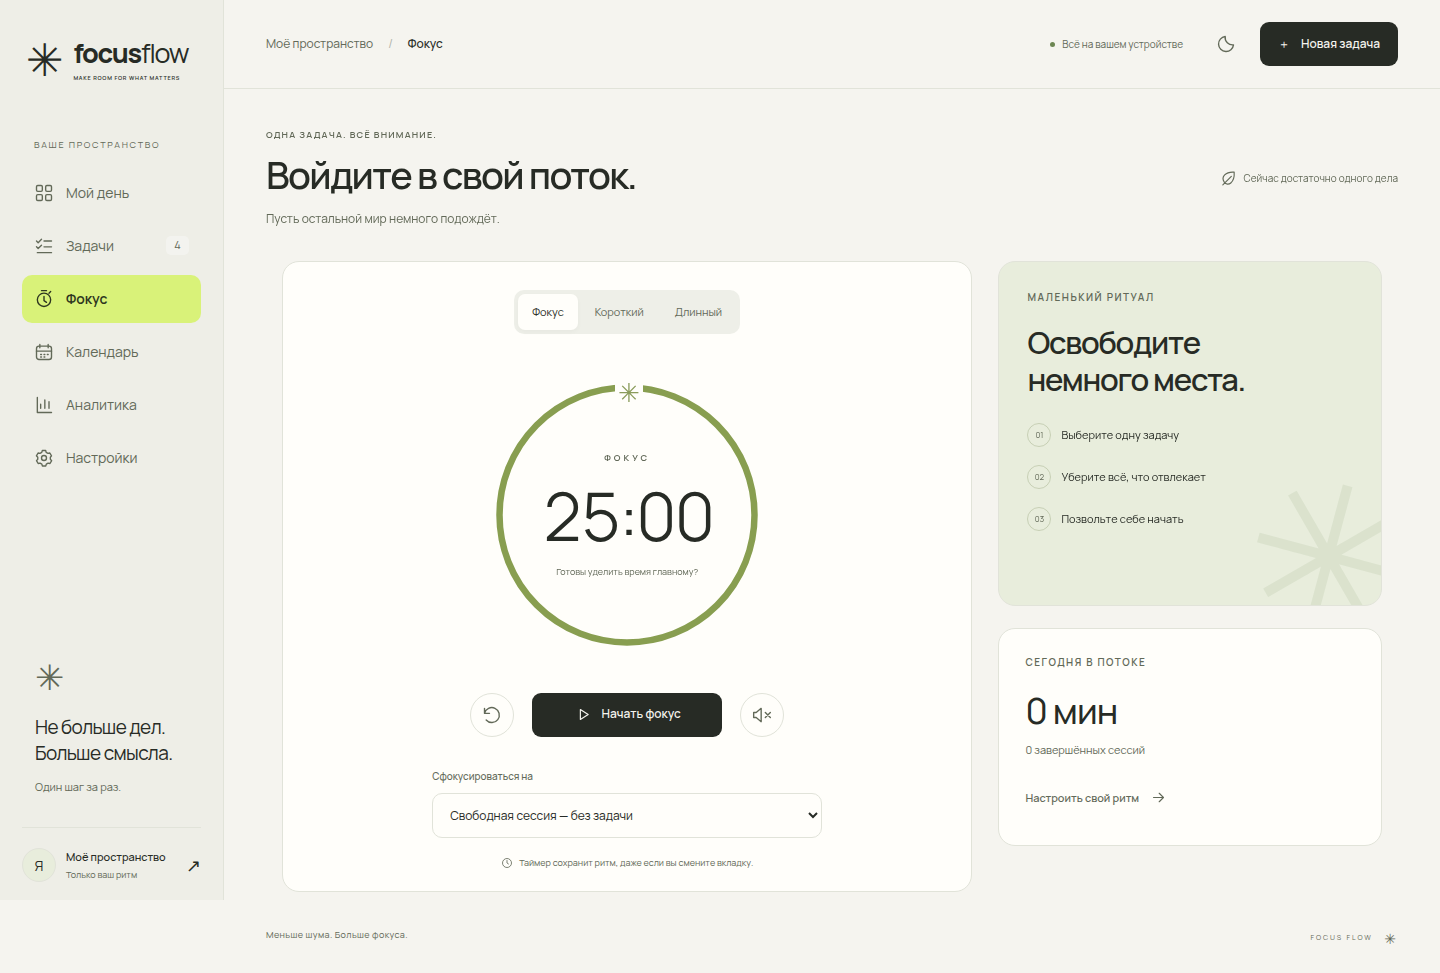 focusflow
MAKE ROOM FOR WHAT MATTERS
ВАШЕ ПРОСТРАНСТВО
Мой день
Задачи 4
Фокус
Календарь
Аналитика
Настройки
Не больше дел.
Больше смысла.
Один шаг за раз.
Я
Моё пространство
Только ваш ритм
↗
Моё пространство / Фокус
Всё на вашем устройстве
+ Новая задача
ОДНА ЗАДАЧА. ВСЁ ВНИМАНИЕ.
Войдите в свой поток.
Пусть остальной мир немного подождёт.
Сейчас достаточно одного дела
Фокус Короткий Длинный
ФОКУС
25:00
Готовы уделить время главному?
Начать фокус
Сфокусироваться на
Свободная сессия — без задачи
Таймер сохранит ритм, даже если вы смените вкладку.
МАЛЕНЬКИЙ РИТУАЛ
Освободите
немного места.
01 Выберите одну задачу
02 Уберите всё, что отвлекает
03 Позвольте себе начать
СЕГОДНЯ В ПОТОКЕ
0 мин
0 завершённых сессий
Настроить свой ритм →
Меньше шума. Больше фокуса.
FOCUS FLOW